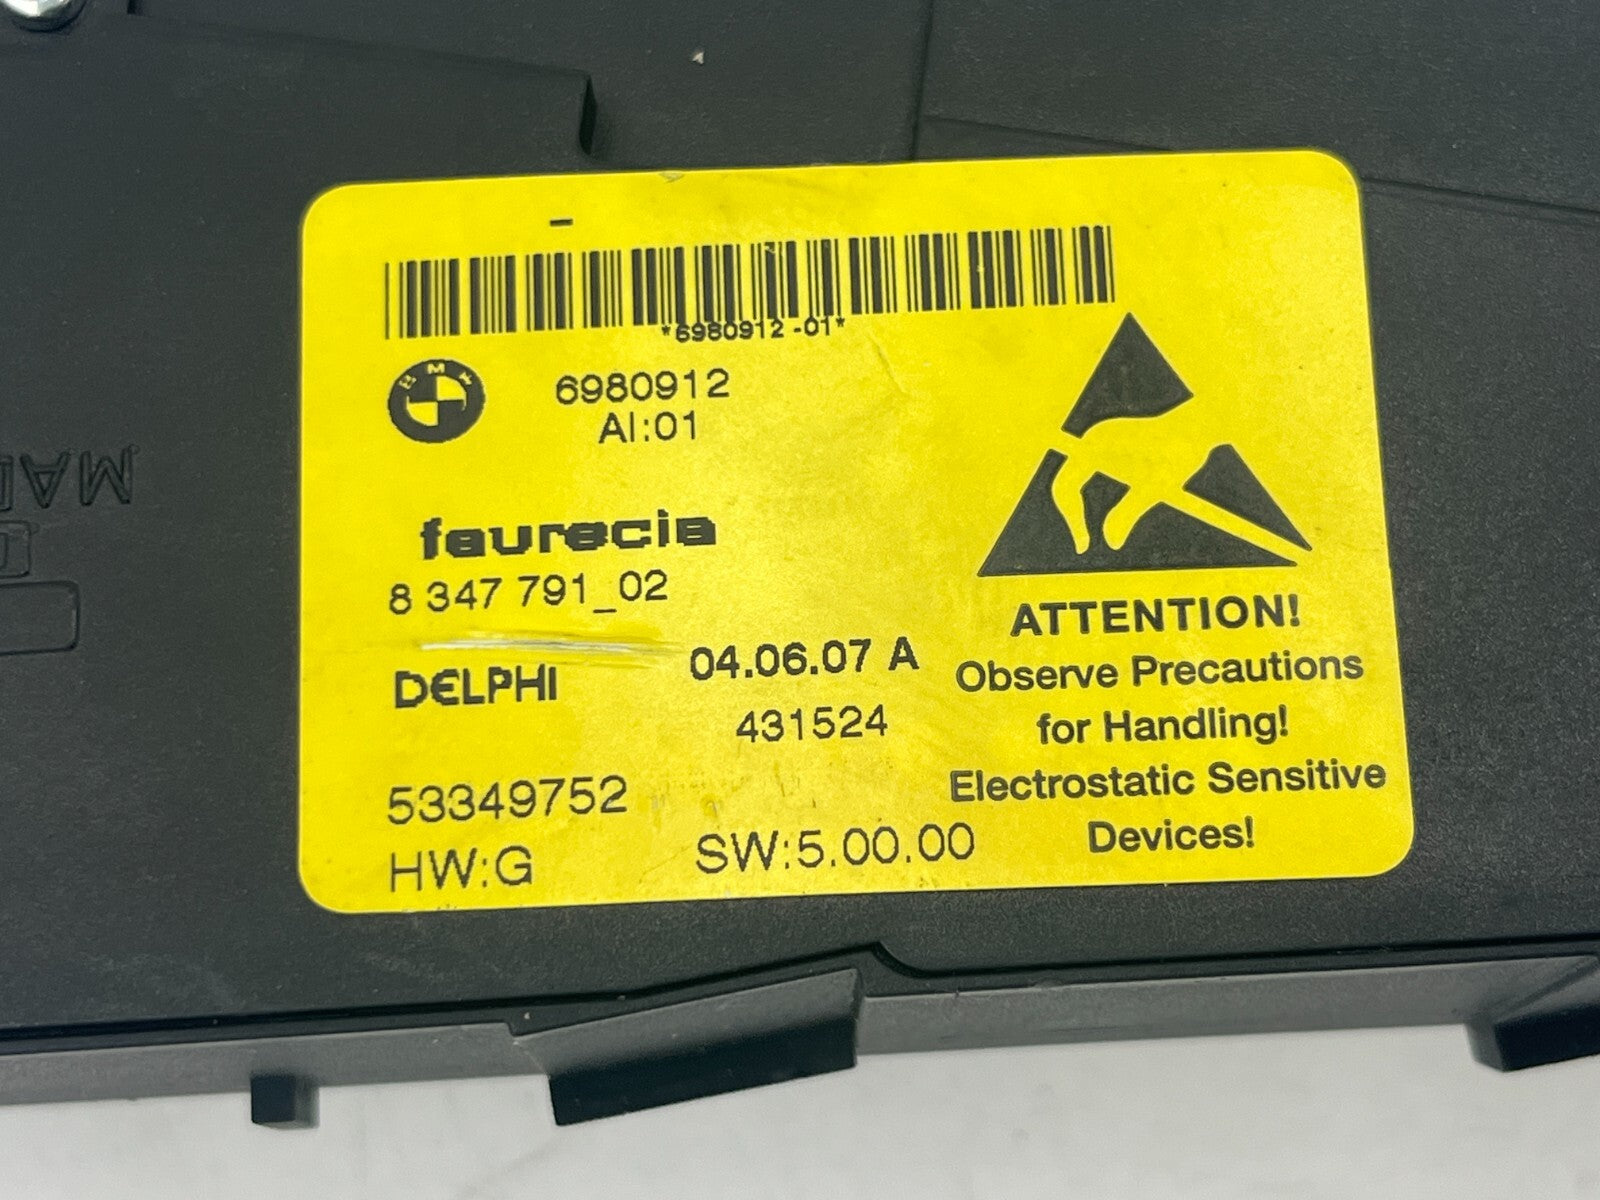 *6980912-01*
BMW
6980912
AI:01
faurecia
8 347 791_02
DELPHI
04.06.07 A
431524
53349752
HW:G
SW:5.00.00
ATTENTION!
Observe Precautions
for Handling!
Electrostatic Sensitive
Devices!